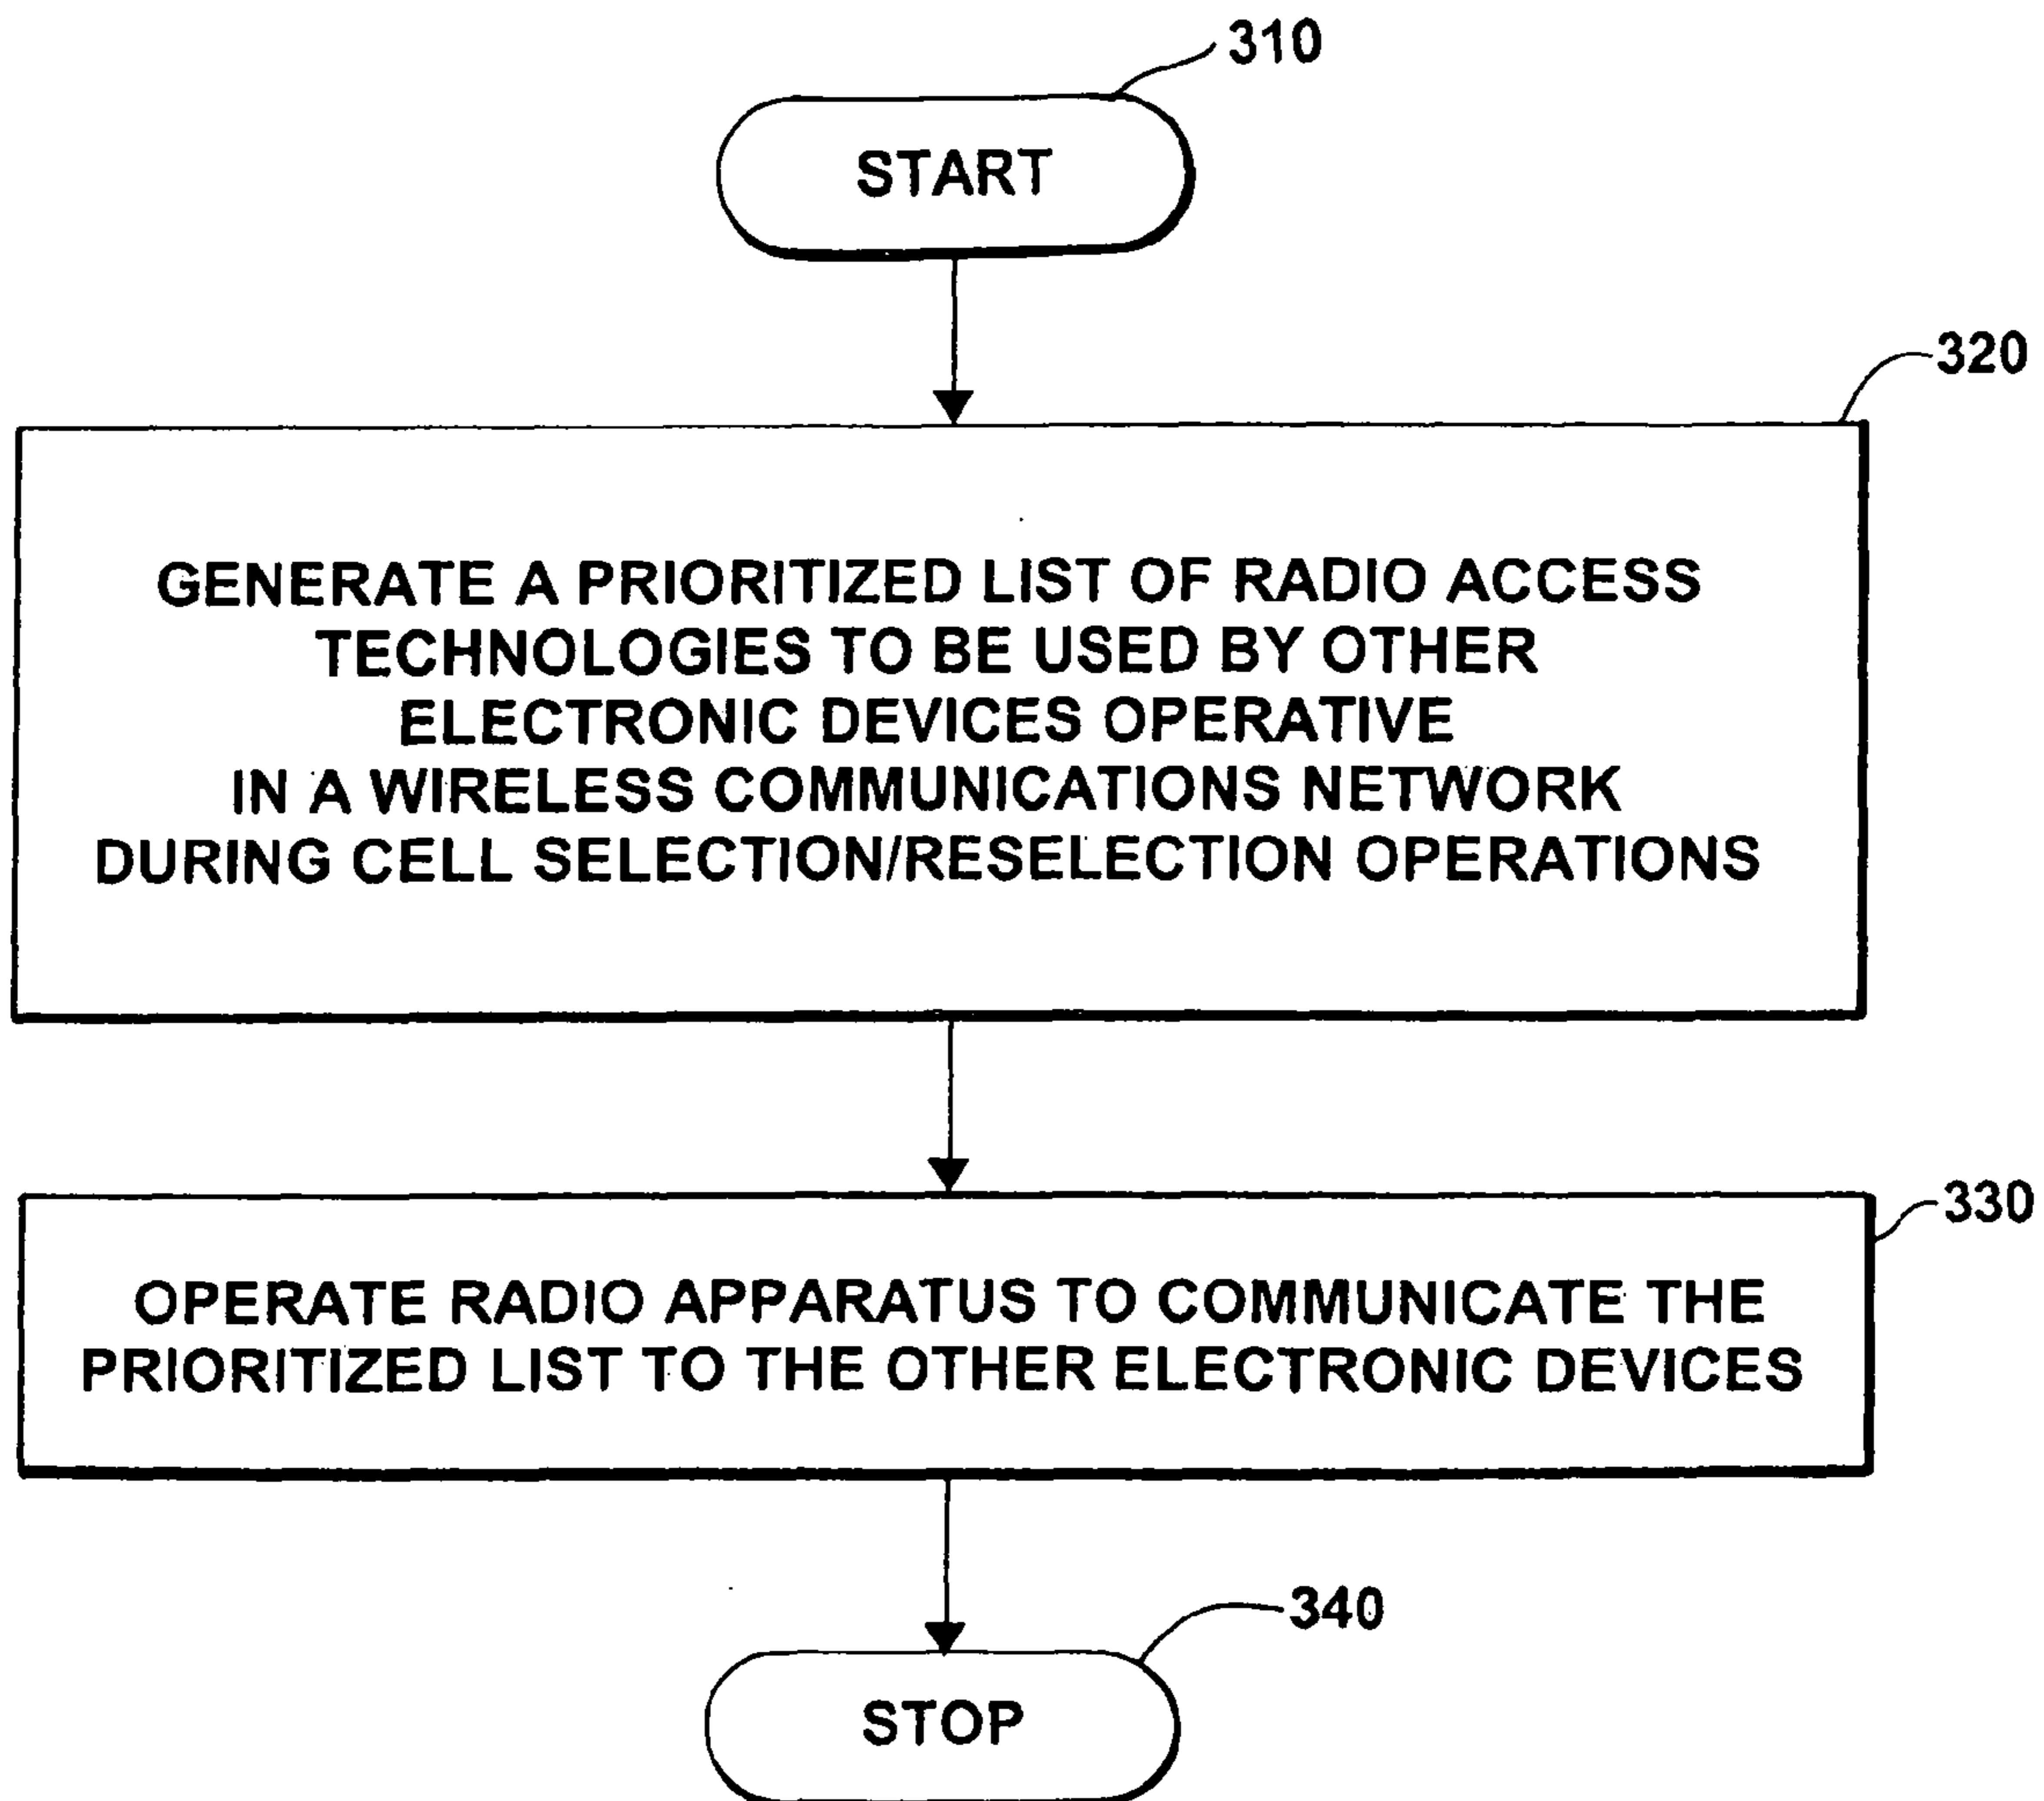 310
START
320
GENERATE A PRIORITIZED LIST OF RADIO ACCESS
TECHNOLOGIES TO BE USED BY OTHER
ELECTRONIC DEVICES OPERATIVE
IN A WIRELESS COMMUNICATIONS NETWORK
DURING CELL SELECTION/RESELECTION OPERATIONS
330
OPERATE RADIO APPARATUS TO COMMUNICATE THE
PRIORITIZED LIST TO THE OTHER ELECTRONIC DEVICES
340
STOP